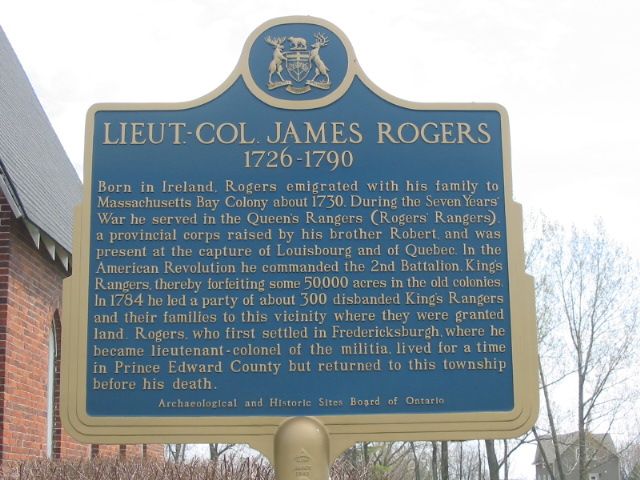 LIEUT.-COL. JAMES ROGERS
1726-1790
Born in Ireland, Rogers emigrated with his family to
Massachusetts Bay Colony about 1730. During the Seven Years'
War he served in the Queen's Rangers (Rogers' Rangers),
a provincial corps raised by his brother Robert, and was
present at the capture of Louisbourg and of Quebec. In the
American Revolution he commanded the 2nd Battalion, King's
Rangers, thereby forfeiting some 50000 acres in the old colonies.
In 1784 he led a party of about 300 disbanded King's Rangers
and their families to this vicinity where they were granted
land. Rogers, who first settled in Fredericksburgh, where he
became lieutenant-colonel of the militia, lived for a time
in Prince Edward County but returned to this township
before his death.
Archaeological and Historic Sites Board of Ontario